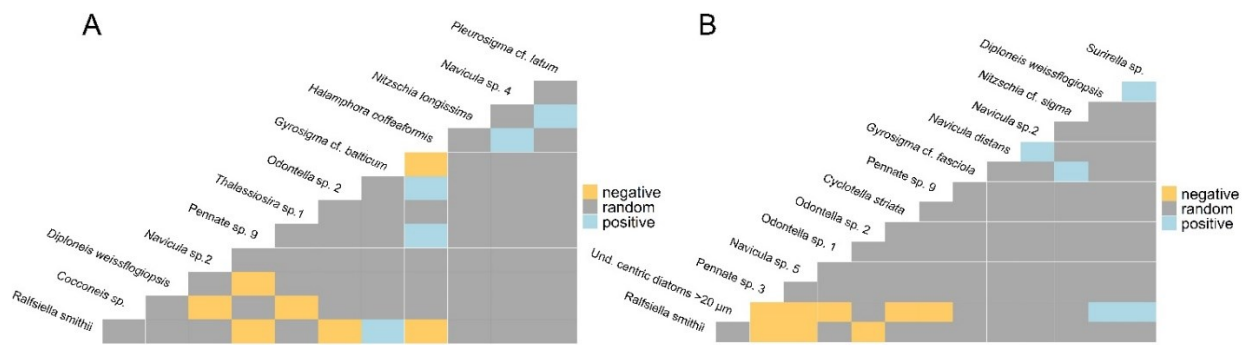 A
Pleurosigma cf. latum
Navicula sp. 4
Nitzschia longissima
Halamphora coffeaformis
Gyrosigma cf. balticum
Odontella sp. 2
Thalassiosira sp.1
Pennate sp. 9
Navicula sp.2
Diploneis weissflogiopsis
Cocconeis sp.
Ralfsiella smithii
negative
random
positive
B
Surirella sp.
Diploneis weissflogiopsis
Nitzschia cf. sigma
Navicula sp.2
Navicula distans
Gyrosigma cf. fasciola
Pennate sp. 9
Cyclotella striata
Odontella sp. 2
Odontella sp. 1
Navicula sp. 5
Pennate sp. 3
Und. centric diatoms >20 µm
Ralfsiella smithii
negative
random
positive